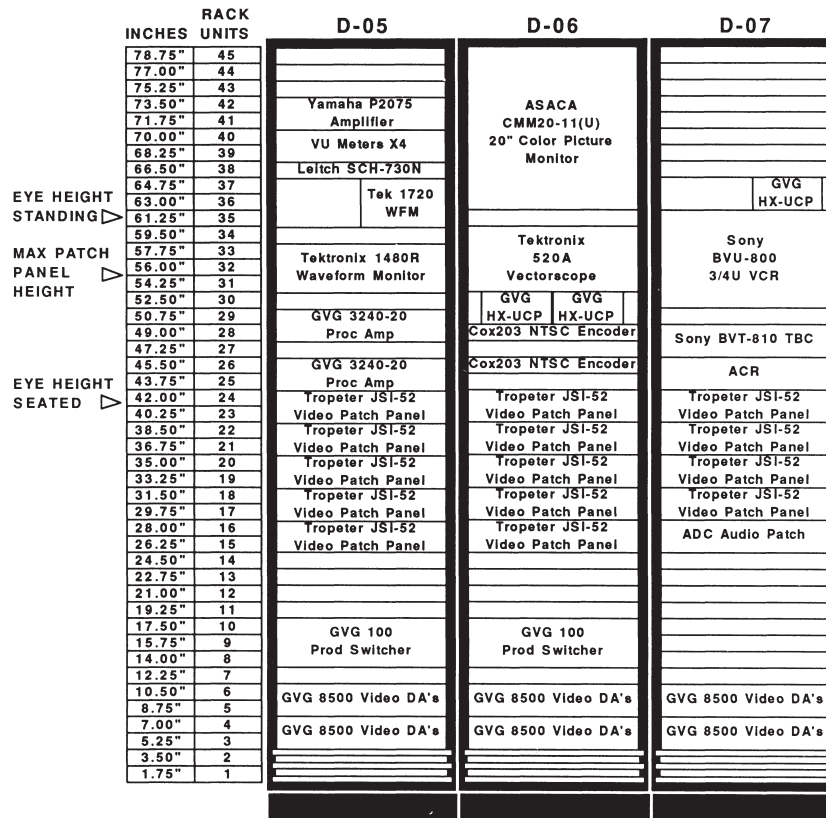 RACK
INCHES UNITS
D-05 D-06 D-07
78.75" 45
77.00" 44
75.25" 43
73.50" 42
71.75" 41
70.00" 40
68.25" 39
66.50" 38
64.75" 37
63.00" 36
61.25" 35
59.50" 34
57.75" 33
56.00" 32
54.25" 31
52.50" 30
50.75" 29
49.00" 28
47.25" 27
45.50" 26
43.75" 25
42.00" 24
40.25" 23
38.50" 22
36.75" 21
35.00" 20
33.25" 19
31.50" 18
29.75" 17
28.00" 16
26.25" 15
24.50" 14
22.75" 13
21.00" 12
19.25" 11
17.50" 10
15.75" 9
14.00" 8
12.25" 7
10.50" 6
8.75" 5
7.00" 4
5.25" 3
3.50" 2
1.75" 1
EYE HEIGHT
STANDING
MAX PATCH
PANEL
HEIGHT
EYE HEIGHT
SEATED
Yamaha P2075
Amplifier
VU Meters X4
Leitch SCH-730N
Tek 1720
WFM
Tektronix 1480R
Waveform Monitor
GVG 3240-20
Proc Amp
GVG 3240-20
Proc Amp
Tropeter JSI-52
Video Patch Panel
Tropeter JSI-52
Video Patch Panel
Tropeter JSI-52
Video Patch Panel
Tropeter JSI-52
Video Patch Panel
Tropeter JSI-52
Video Patch Panel
GVG 100
Prod Switcher
GVG 8500 Video DA's
GVG 8500 Video DA's
ASACA
CMM20-11(U)
20" Color Picture
Monitor
Tektronix
520A
Vectorscope
GVG GVG
HX-UCP HX-UCP
Cox203 NTSC Encoder
Cox203 NTSC Encoder
Tropeter JSI-52
Video Patch Panel
Tropeter JSI-52
Video Patch Panel
Tropeter JSI-52
Video Patch Panel
Tropeter JSI-52
Video Patch Panel
Tropeter JSI-52
Video Patch Panel
GVG 100
Prod Switcher
GVG 8500 Video DA's
GVG 8500 Video DA's
GVG
HX-UCP
Sony
BVU-800
3/4U VCR
Sony BVT-810 TBC
ACR
Tropeter JSI-52
Video Patch Panel
Tropeter JSI-52
Video Patch Panel
Tropeter JSI-52
Video Patch Panel
Tropeter JSI-52
Video Patch Panel
ADC Audio Patch
GVG 8500 Video DA's
GVG 8500 Video DA's